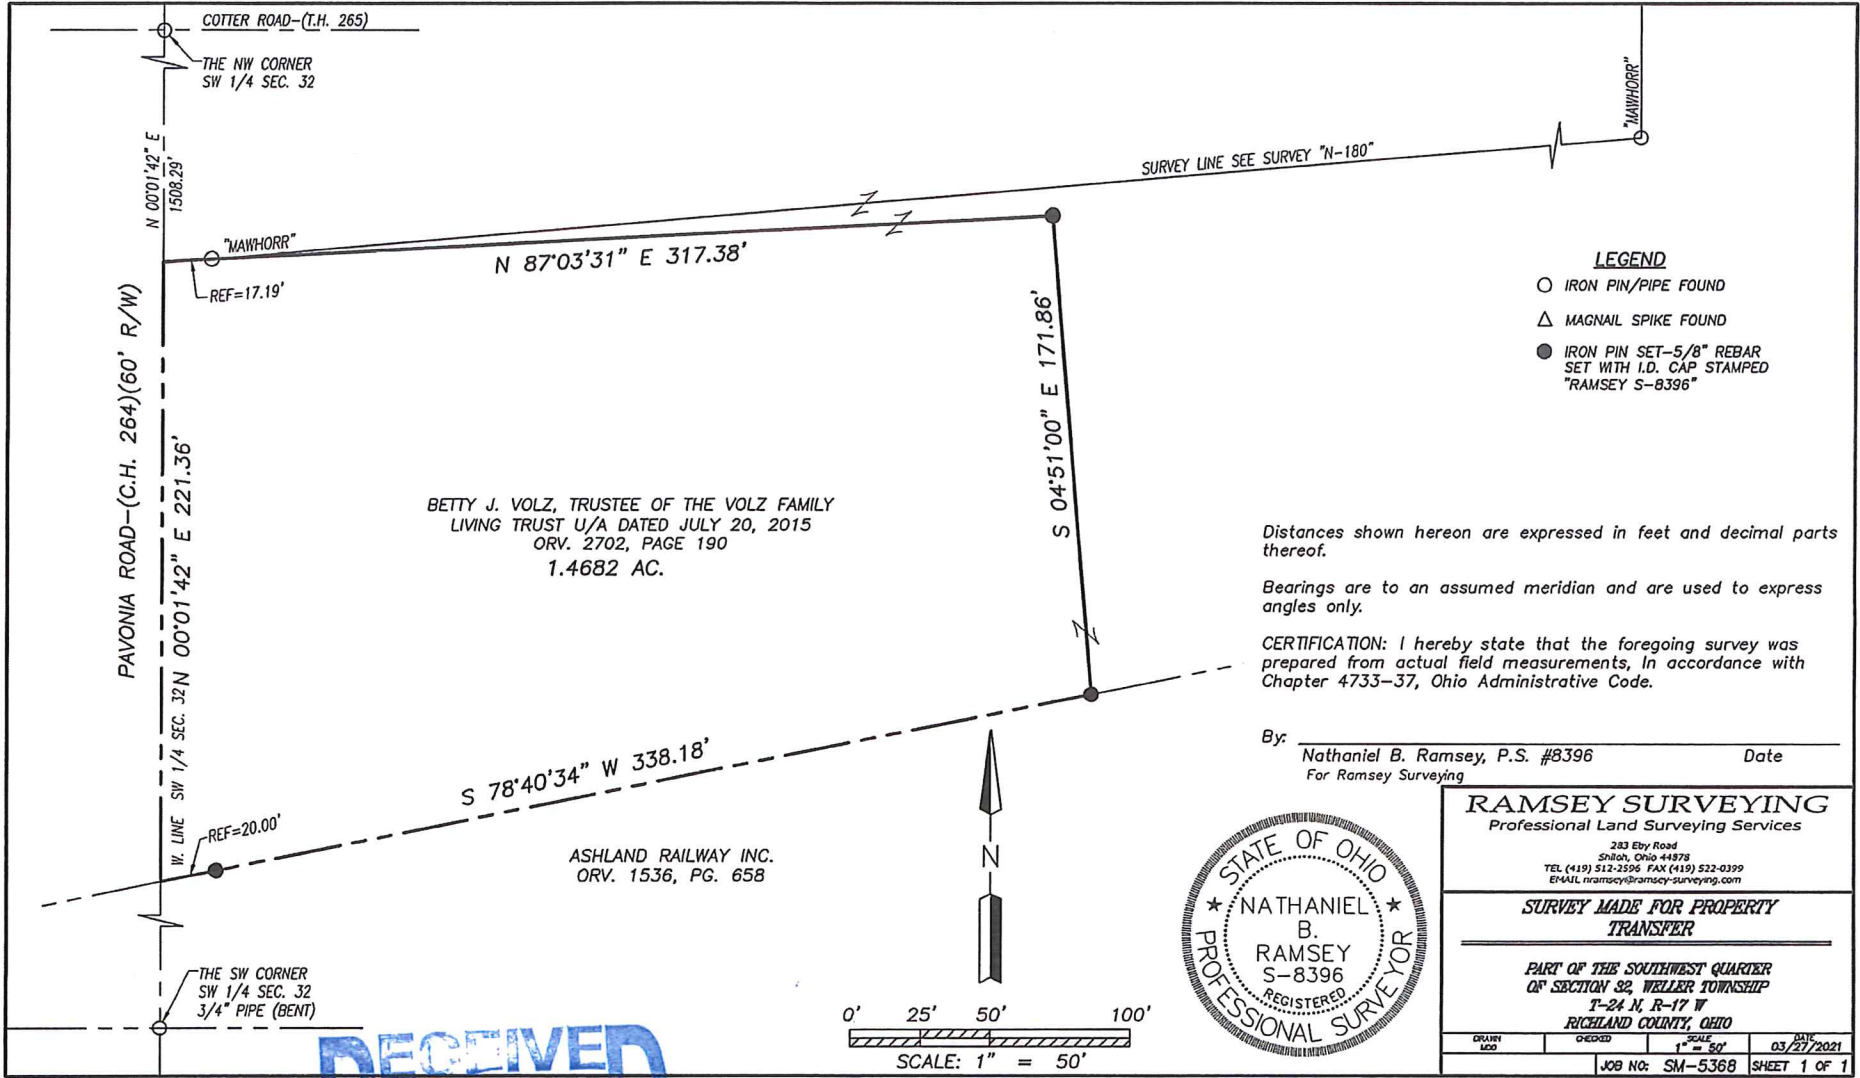 COTTER ROAD-(T.H. 265)
THE NW CORNER
SW 1/4 SEC. 32
N 00°01'42" E
1508.29'
"MAWHORR"
SURVEY LINE SEE SURVEY "N-180"
"MAWHORR"
N 87°03'31" E 317.38'
REF=17.19'
LEGEND
IRON PIN/PIPE FOUND
MAGNAIL SPIKE FOUND
IRON PIN SET-5/8" REBAR
SET WITH I.D. CAP STAMPED
"RAMSEY S-8396"
PAVONIA ROAD-(C.H. 264)(60' R/W)
W. LINE SW 1/4 SEC. 32
N 00°01'42" E 221.36'
S 04°51'00" E 171.86'
BETTY J. VOLZ, TRUSTEE OF THE VOLZ FAMILY
LIVING TRUST U/A DATED JULY 20, 2015
ORV. 2702, PAGE 190
1.4682 AC.
Distances shown hereon are expressed in feet and decimal parts
thereof.
Bearings are to an assumed meridian and are used to express
angles only.
CERTIFICATION: I hereby state that the foregoing survey was
prepared from actual field measurements, In accordance with
Chapter 4733-37, Ohio Administrative Code.
By:
Nathaniel B. Ramsey, P.S. #8396 Date
For Ramsey Surveying
S 78°40'34" W 338.18'
REF=20.00'
ASHLAND RAILWAY INC.
ORV. 1536, PG. 658
N
THE SW CORNER
SW 1/4 SEC. 32
3/4" PIPE (BENT)
RECEIVED
0' 25' 50' 100'
SCALE: 1" = 50'
STATE OF OHIO
NATHANIEL
B.
RAMSEY
S-8396
REGISTERED
PROFESSIONAL SURVEYOR
RAMSEY SURVEYING
Professional Land Surveying Services
283 Eby Road
Shiloh, Ohio 44878
TEL (419) 512-2596 FAX (419) 522-0399
EMAIL nramsey@ramsey-surveying.com
SURVEY MADE FOR PROPERTY
TRANSFER
PART OF THE SOUTHWEST QUARTER
OF SECTION 32, WELLER TOWNSHIP
T-24 N, R-17 W
RICHLAND COUNTY, OHIO
DRAWN CHECKED SCALE DATE
1" = 50' 03/27/2021
JOB NO: SM-5368 SHEET 1 OF 1